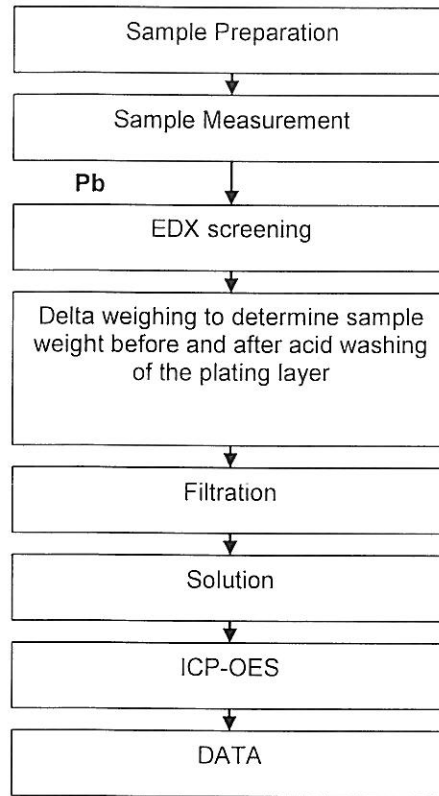 Sample Preparation
Sample Measurement
Pb
EDX screening
Delta weighing to determine sample
weight before and after acid washing
of the plating layer
Filtration
Solution
ICP-OES
DATA